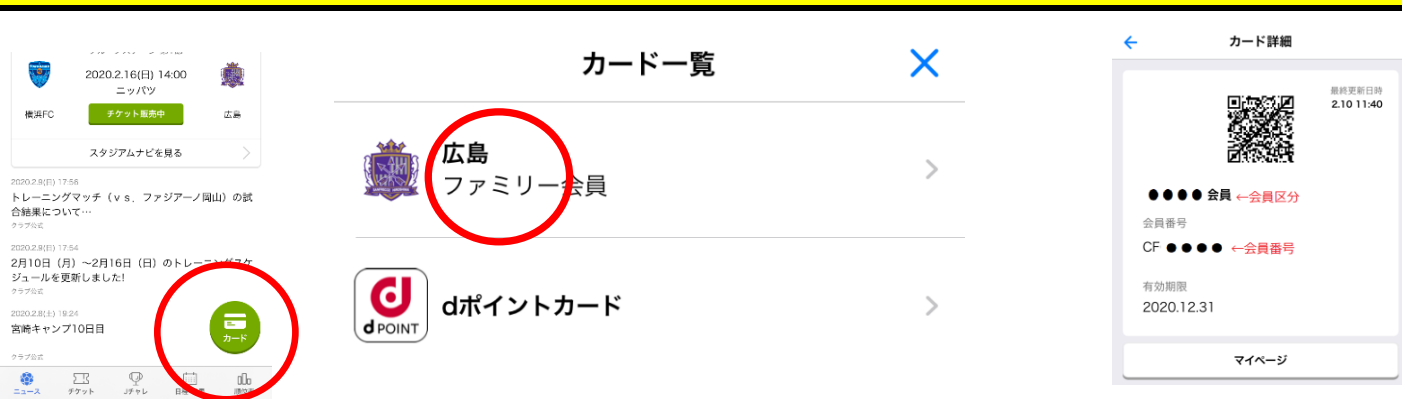 2020.2.16(日) 14:00
ニッパツ
横浜FC
チケット販売中
広島
スタジアムナビを見る
2020.2.9(日) 17:56
トレーニングマッチ（ｖｓ．ファジアーノ岡山）の試
合結果について…
クラブ公式
2020.2.9(日) 17:54
2月10日（月）～2月16日（日）のトレーニングスケ
ジュールを更新しました!
クラブ公式
2020.2.8(土) 19:24
宮崎キャンプ10日目
クラブ公式
カード
ニュース
チケット
Jチャレ
カード一覧
広島
ファミリー会員
d POINT
dポイントカード
カード詳細
最終更新日時
2.10 11:40
●●●● 会員 ←会員区分
会員番号
CF ●●●● ←会員番号
有効期限
2020.12.31
マイページ